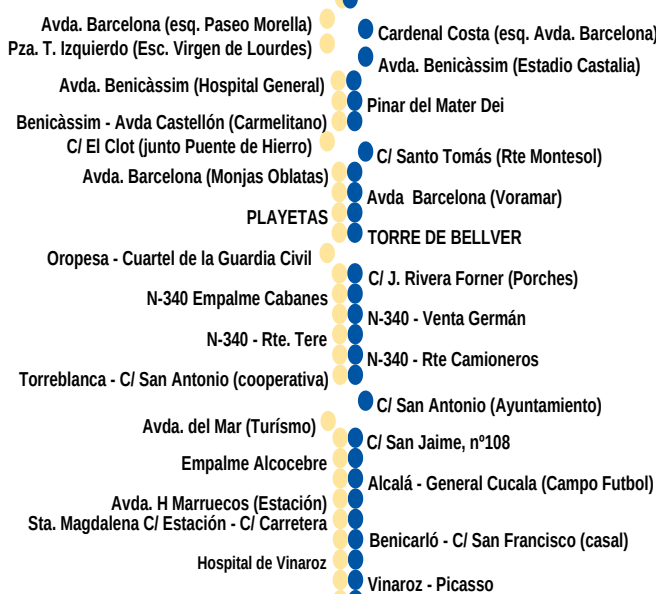 Avda. Barcelona (esq. Paseo Morella)
Cardenal Costa (esq. Avda. Barcelona)
Pza. T. Izquierdo (Esc. Virgen de Lourdes)
Avda. Benicàssim (Estadio Castalia)
Avda. Benicàssim (Hospital General)
Pinar del Mater Dei
Benicàssim - Avda Castellón (Carmelitano)
C/ El Clot (junto Puente de Hierro)
C/ Santo Tomás (Rte Montesol)
Avda. Barcelona (Monjas Oblatas)
Avda Barcelona (Voramar)
PLAYETAS
TORRE DE BELLVER
Oropesa - Cuartel de la Guardia Civil
C/ J. Rivera Forner (Porches)
N-340 Empalme Cabanes
N-340 - Venta Germán
N-340 - Rte. Tere
N-340 - Rte Camioneros
Torreblanca - C/ San Antonio (cooperativa)
C/ San Antonio (Ayuntamiento)
Avda. del Mar (Turísmo)
C/ San Jaime, nº108
Empalme Alcocebre
Alcalá - General Cucala (Campo Futbol)
Avda. H Marruecos (Estación)
Sta. Magdalena C/ Estación - C/ Carretera
Benicarló - C/ San Francisco (casal)
Hospital de Vinaroz
Vinaroz - Picasso